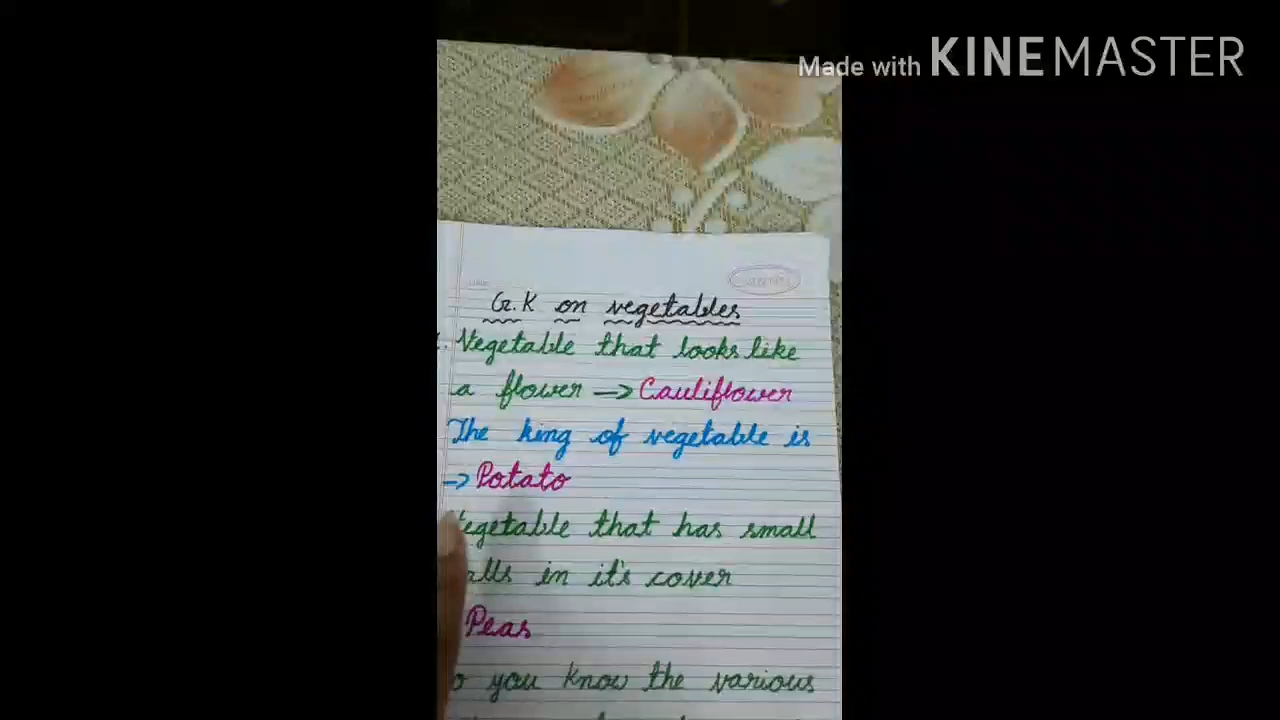 Made with KINEMASTER
G.K on vegetables
Vegetable that looks like
a flower → Cauliflower
The king of vegetable is
→ Potato
Vegetable that has small
in it's cover
Peas
you know the various